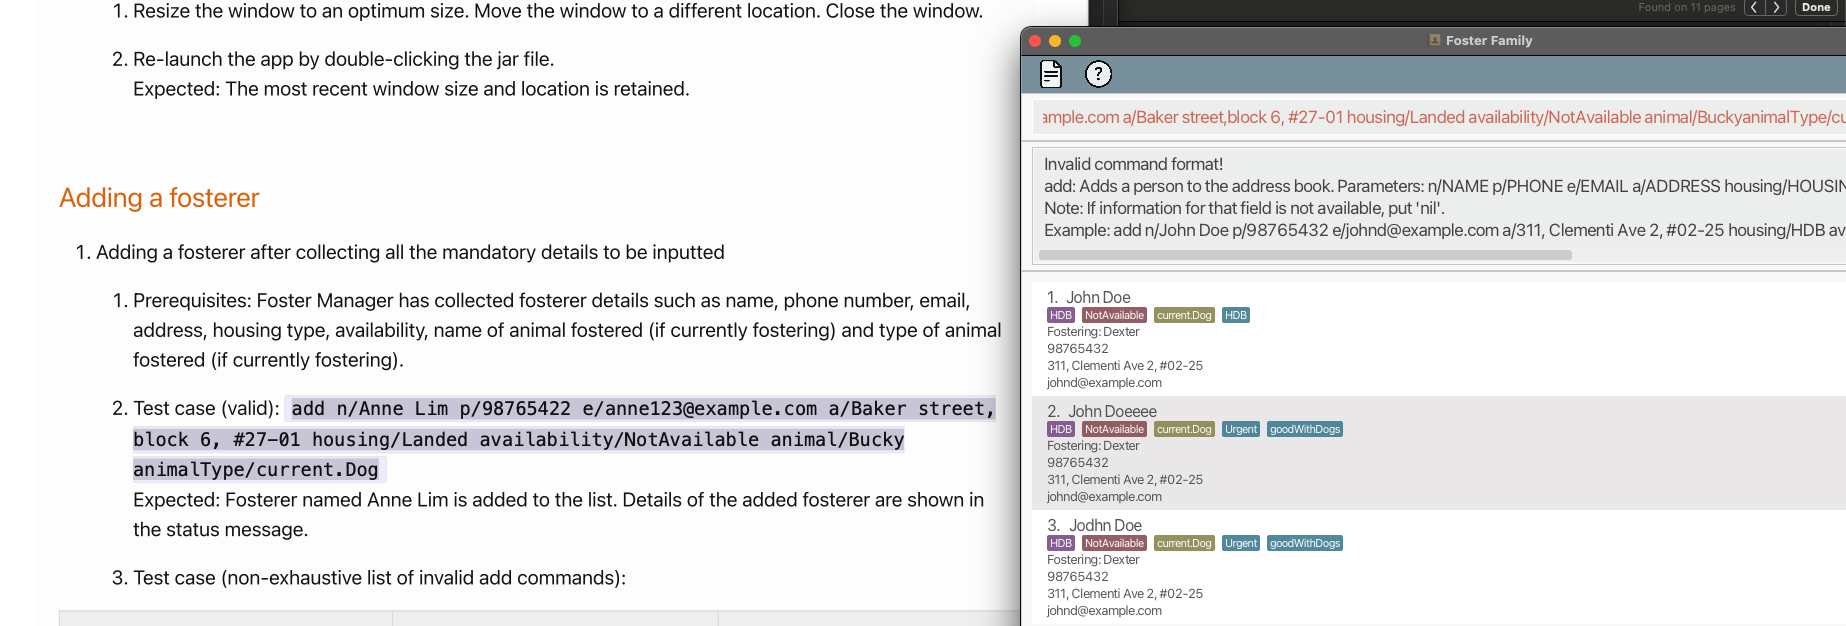 1. Resize the window to an optimum size. Move the window to a different location. Close the window.
2. Re-launch the app by double-clicking the jar file.
Expected: The most recent window size and location is retained.
Adding a fosterer
1. Adding a fosterer after collecting all the mandatory details to be inputted
1. Prerequisites: Foster Manager has collected fosterer details such as name, phone number, email,
address, housing type, availability, name of animal fostered (if currently fostering) and type of animal
fostered (if currently fostering).
2. Test case (valid): add n/Anne Lim p/98765422 e/anne123@example.com a/Baker street,
block 6, #27-01 housing/Landed availability/NotAvailable animal/Bucky
animalType/current.Dog
Expected: Fosterer named Anne Lim is added to the list. Details of the added fosterer are shown in
the status message.
3. Test case (non-exhaustive list of invalid add commands):
Found on 11 pages < > Done
Foster Family
?
ample.com a/Baker street,block 6, #27-01 housing/Landed availability/NotAvailable animal/BuckyanimalType/cu
Invalid command format!
add: Adds a person to the address book. Parameters: n/NAME p/PHONE e/EMAIL a/ADDRESS housing/HOUSIN
Note: If information for that field is not available, put 'nil'.
Example: add n/John Doe p/98765432 e/johnd@example.com a/311, Clementi Ave 2, #02-25 housing/HDB av
1. John Doe
HDB NotAvailable current.Dog HDB
Fostering: Dexter
98765432
311, Clementi Ave 2, #02-25
johnd@example.com
2. John Doeeee
HDB NotAvailable current.Dog Urgent goodWithDogs
Fostering: Dexter
98765432
311, Clementi Ave 2, #02-25
johnd@example.com
3. Jodhn Doe
HDB NotAvailable current.Dog Urgent goodWithDogs
Fostering: Dexter
98765432
311, Clementi Ave 2, #02-25
johnd@example.com